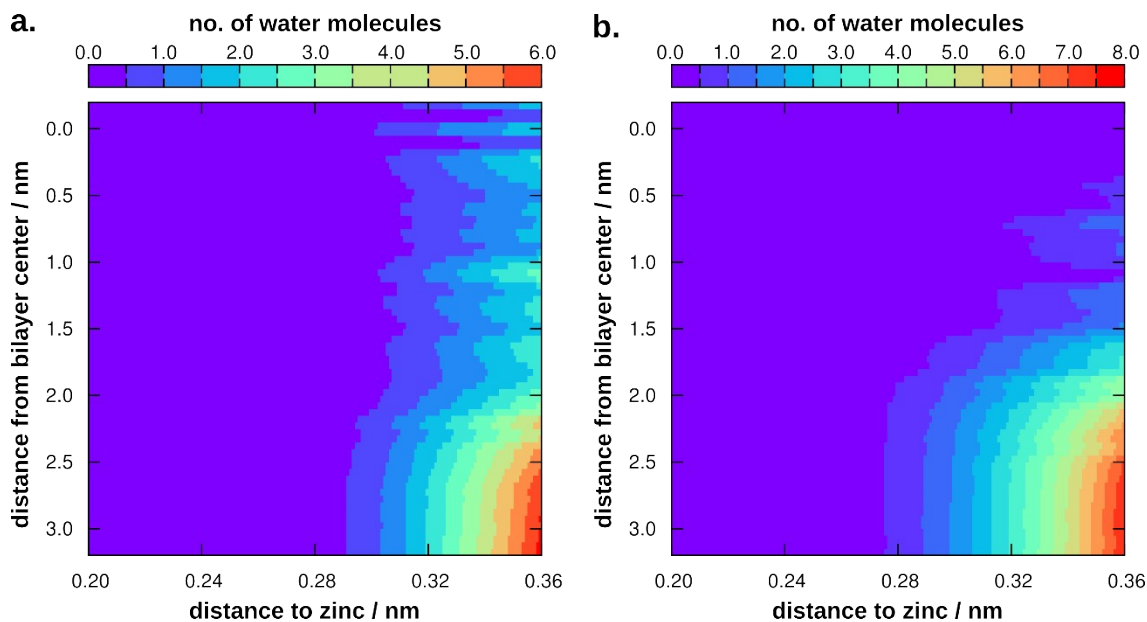 a.
no. of water molecules
0.0 1.0 2.0 3.0 4.0 5.0 6.0
distance from bilayer center / nm
0.0
0.5
1.0
1.5
2.0
2.5
3.0
0.20 0.24 0.28 0.32 0.36
distance to zinc / nm
b.
no. of water molecules
0.0 1.0 2.0 3.0 4.0 5.0 6.0 7.0 8.0
distance from bilayer center / nm
0.0
0.5
1.0
1.5
2.0
2.5
3.0
0.20 0.24 0.28 0.32 0.36
distance to zinc / nm